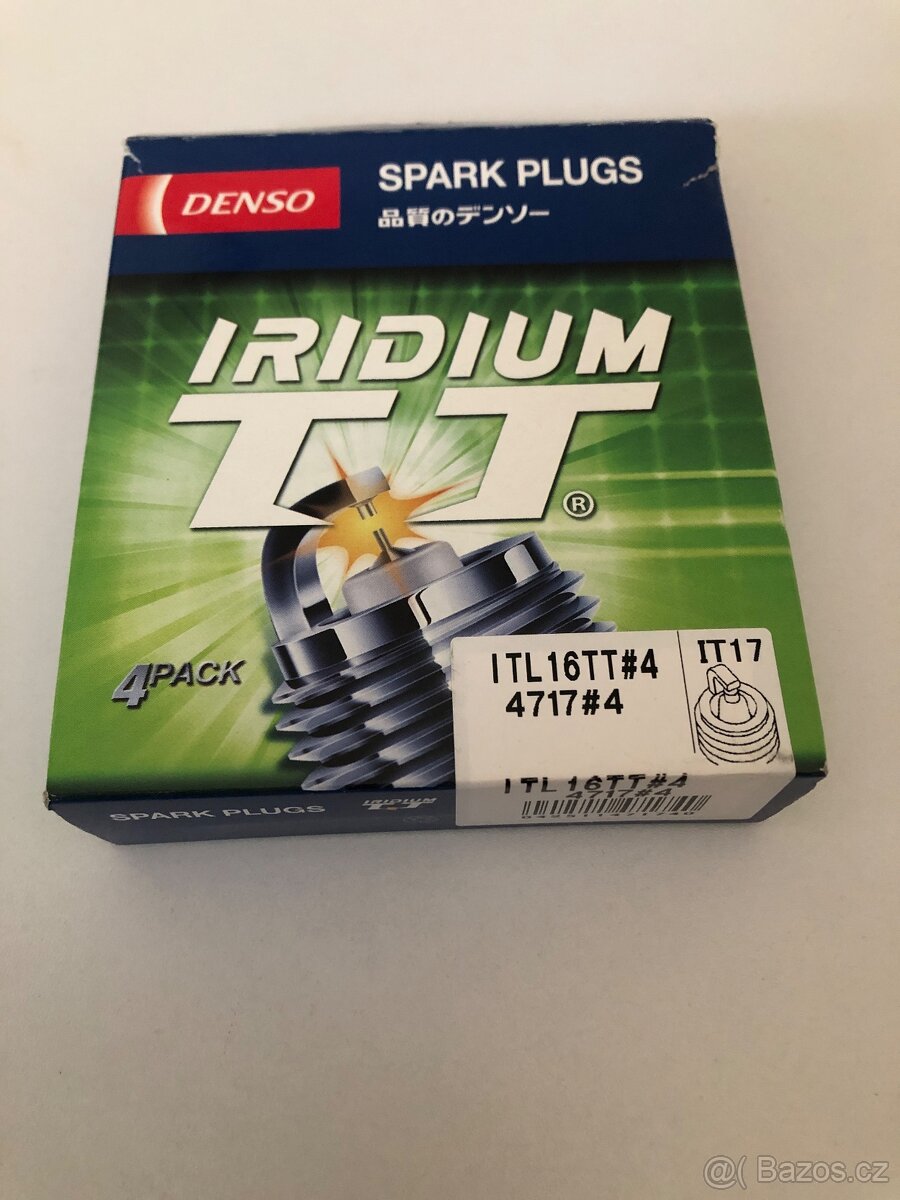 DENSO
SPARK PLUGS
品質のデンソー
IRIDIUM
TT®
4PACK
ITL16TT#4
4717#4
IT17
ITL16TT#4
4717#4
SPARK PLUGS
IRIDIUM
TT
@( Bazos.cz